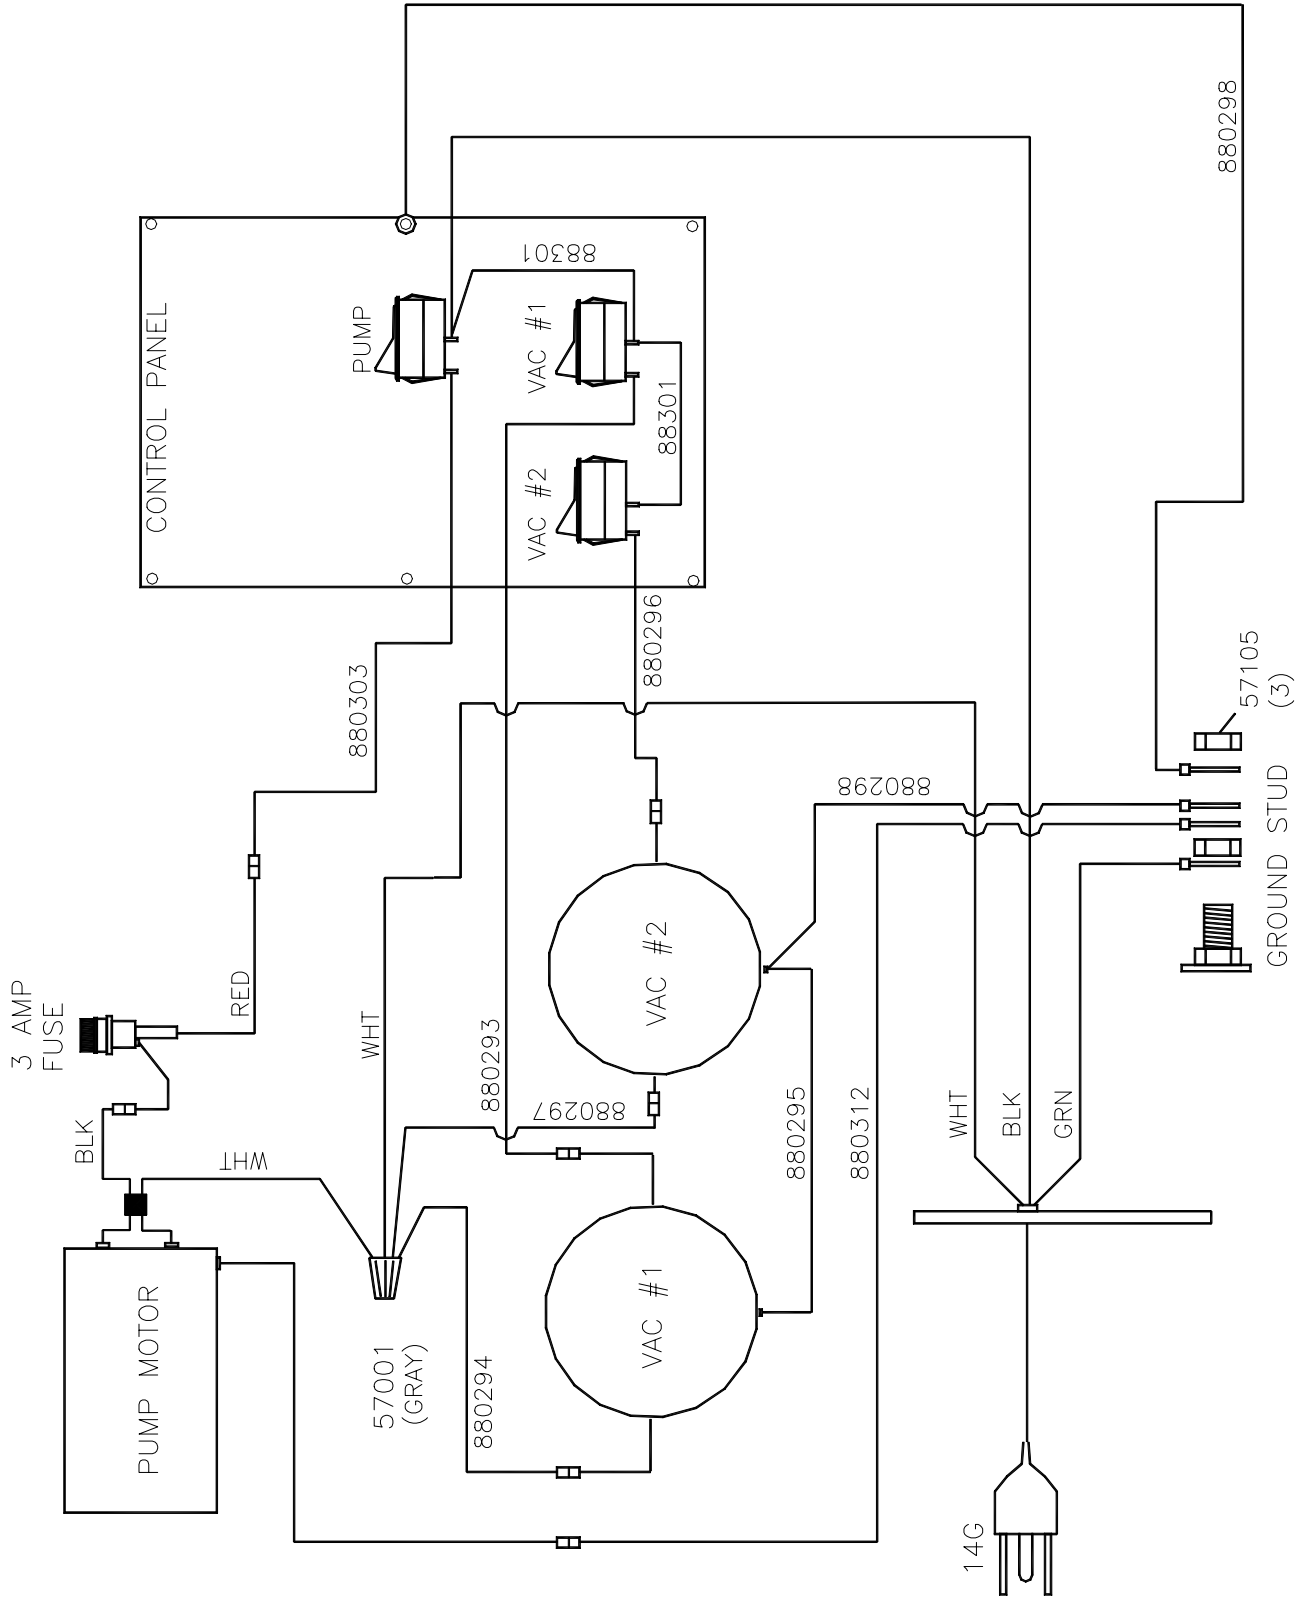 CONTROL PANEL
PUMP
VAC #1
VAC #2
88301
88301
880298
880303
880296
3 AMP
FUSE
RED
BLK
WHT
WHT
880293
880297
VAC #2
880298
57105
(3)
GROUND STUD
PUMP MOTOR
57001
(GRAY)
880294
VAC #1
880295
880312
WHT
BLK
GRN
14G